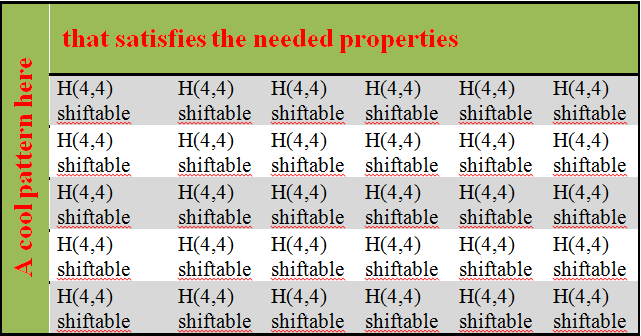 that satisfies the needed properties
A cool pattern here
H(4,4) H(4,4) H(4,4) H(4,4) H(4,4) H(4,4)
shiftable shiftable shiftable shiftable shiftable shiftable
H(4,4) H(4,4) H(4,4) H(4,4) H(4,4) H(4,4)
shiftable shiftable shiftable shiftable shiftable shiftable
H(4,4) H(4,4) H(4,4) H(4,4) H(4,4) H(4,4)
shiftable shiftable shiftable shiftable shiftable shiftable
H(4,4) H(4,4) H(4,4) H(4,4) H(4,4) H(4,4)
shiftable shiftable shiftable shiftable shiftable shiftable
H(4,4) H(4,4) H(4,4) H(4,4) H(4,4) H(4,4)
shiftable shiftable shiftable shiftable shiftable shiftable